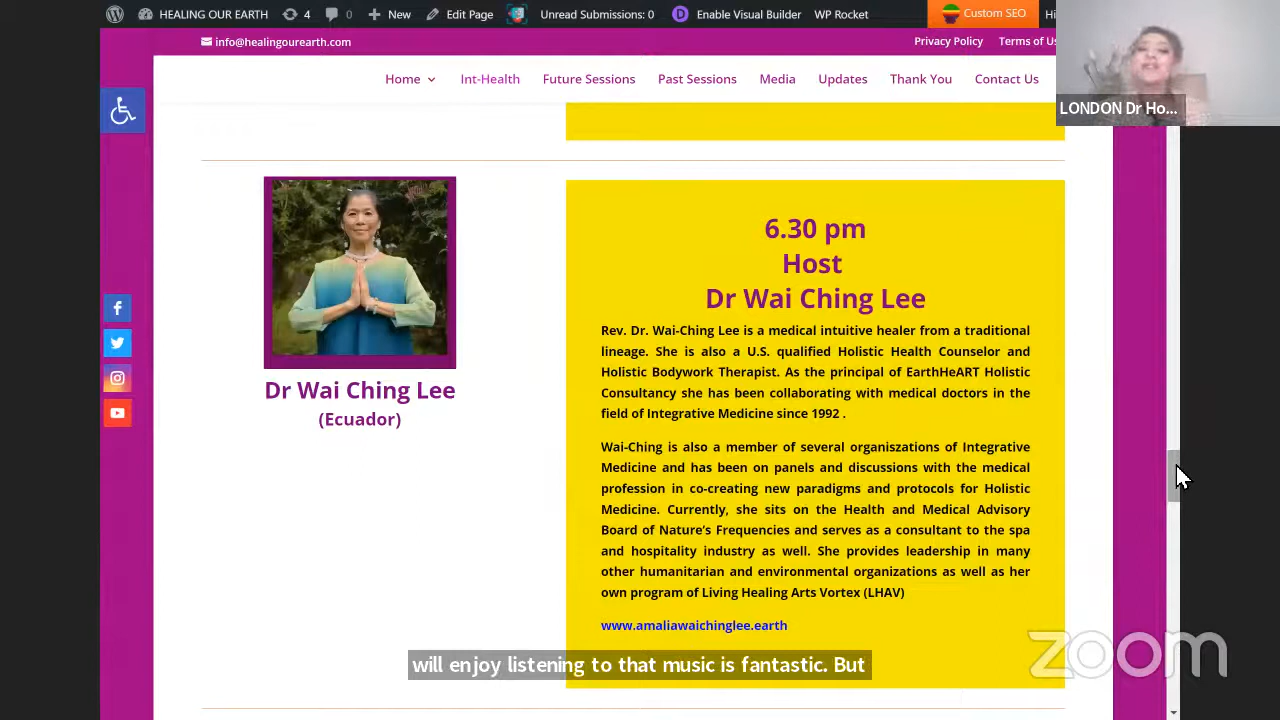 HEALING OUR EARTH
4
0
New
Edit Page
Unread Submissions: 0
Enable Visual Builder
WP Rocket
Custom SEO
Hi
info@healingourearth.com
Privacy Policy
Terms of Us
Home
Int-Health
Future Sessions
Past Sessions
Media
Updates
Thank You
Contact Us
LONDON Dr Ho...
Dr Wai Ching Lee
(Ecuador)
6.30 pm
Host
Dr Wai Ching Lee
Rev. Dr. Wai-Ching Lee is a medical intuitive healer from a traditional
lineage. She is also a U.S. qualified Holistic Health Counselor and
Holistic Bodywork Therapist. As the principal of EarthHeART Holistic
Consultancy she has been collaborating with medical doctors in the
field of Integrative Medicine since 1992 .
Wai-Ching is also a member of several organiszations of Integrative
Medicine and has been on panels and discussions with the medical
profession in co-creating new paradigms and protocols for Holistic
Medicine. Currently, she sits on the Health and Medical Advisory
Board of Nature's Frequencies and serves as a consultant to the spa
and hospitality industry as well. She provides leadership in many
other humanitarian and environmental organizations as well as her
own program of Living Healing Arts Vortex (LHAV)
www.amaliawaichinglee.earth
will enjoy listening to that music is fantastic. But
zoom